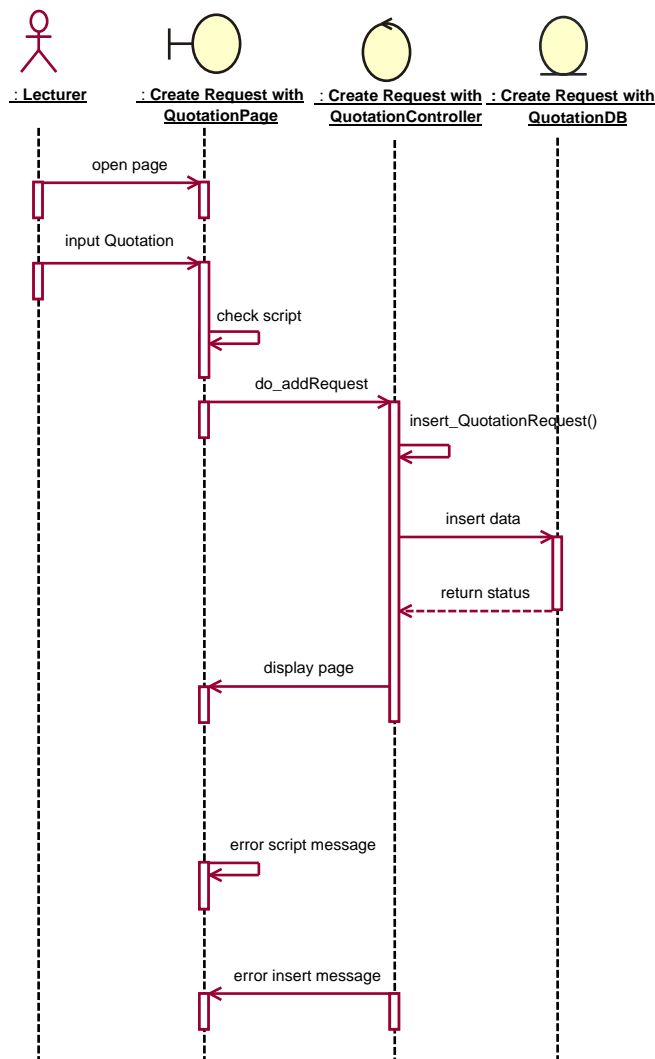 : Lecturer
: Create Request with
QuotationPage
: Create Request with
QuotationController
: Create Request with
QuotationDB
open page
input Quotation
check script
do_addRequest
insert_QuotationRequest()
insert data
return status
display page
error script message
error insert message